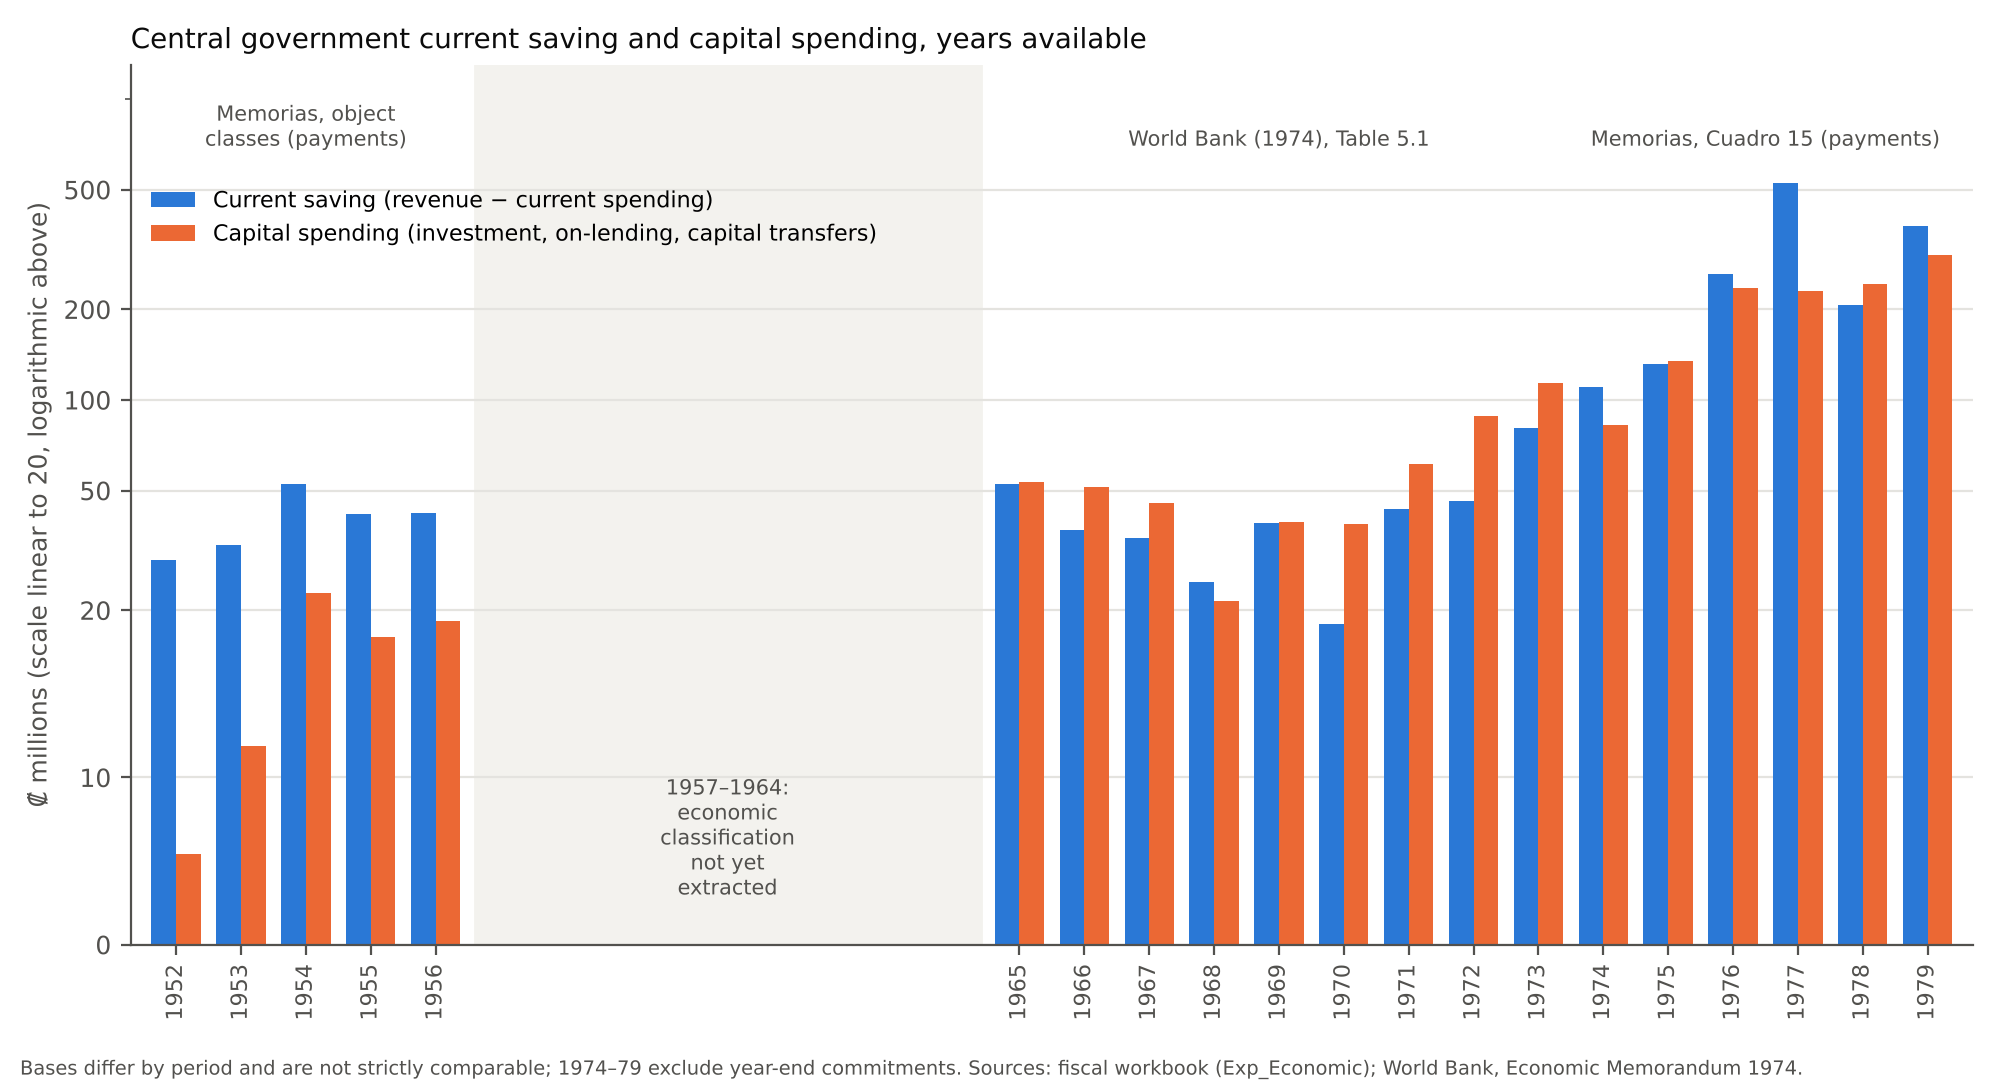 Central government current saving and capital spending, years available
Memorias, object
classes (payments)
World Bank (1974), Table 5.1
Memorias, Cuadro 15 (payments)
Current saving (revenue − current spending)
Capital spending (investment, on-lending, capital transfers)
₡ millions (scale linear to 20, logarithmic above)
500
200
100
50
20
10
0
1957–1964:
economic
classification
not yet
extracted
1952
1953
1954
1955
1956
1965
1966
1967
1968
1969
1970
1971
1972
1973
1974
1975
1976
1977
1978
1979
Bases differ by period and are not strictly comparable; 1974–79 exclude year-end commitments. Sources: fiscal workbook (Exp_Economic); World Bank, Economic Memorandum 1974.